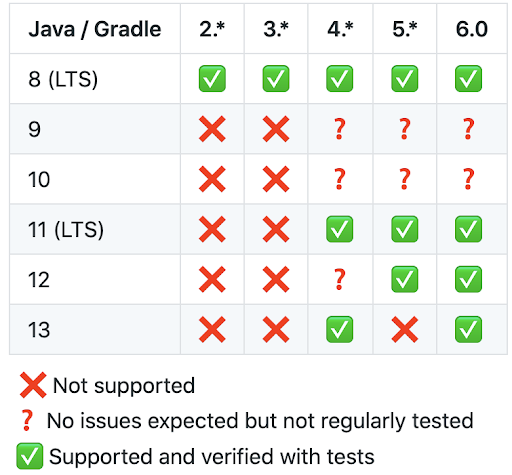 Java / Gradle 2.* 3.* 4.* 5.* 6.0
8 (LTS) ✅ ✅ ✅ ✅ ✅
9 ❌ ❌ ❓ ❓ ❓
10 ❌ ❌ ❓ ❓ ❓
11 (LTS) ❌ ❌ ✅ ✅ ✅
12 ❌ ❌ ❓ ✅ ✅
13 ❌ ❌ ✅ ❌ ✅
❌ Not supported
❓ No issues expected but not regularly tested
✅ Supported and verified with tests